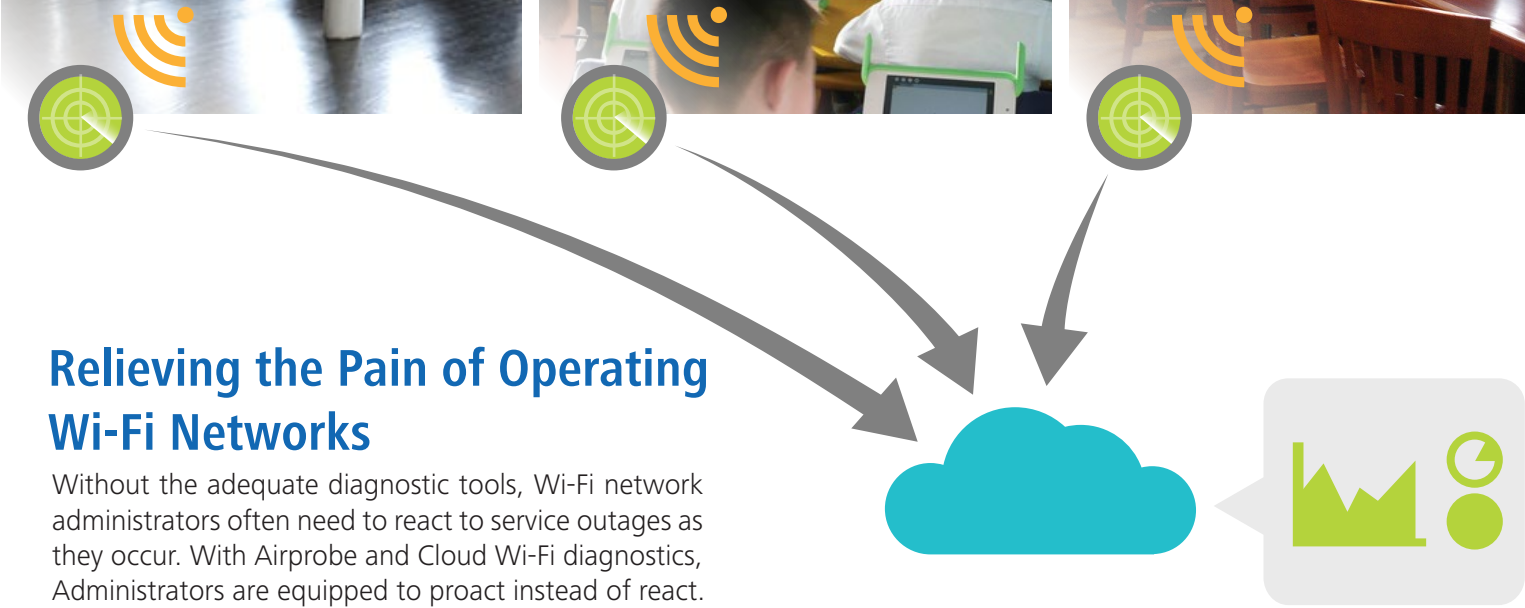 Relieving the Pain of Operating
Wi-Fi Networks
Without the adequate diagnostic tools, Wi-Fi network
administrators often need to react to service outages as
they occur. With Airprobe and Cloud Wi-Fi diagnostics,
Administrators are equipped to proact instead of react.